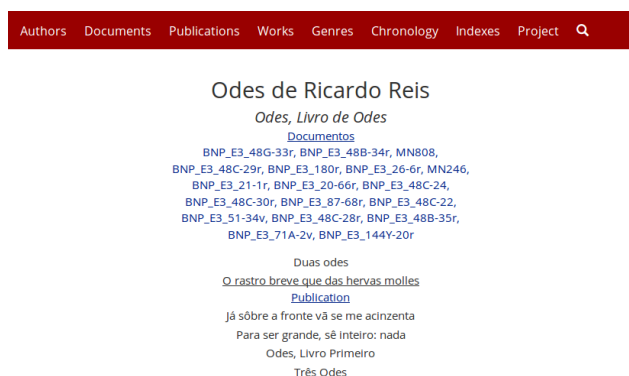 Authors Documents Publications Works Genres Chronology Indexes Project
Odes de Ricardo Reis
Odes, Livro de Odes
Documentos
BNP_E3_48G-33r, BNP_E3_48B-34r, MN808,
BNP_E3_48C-29r, BNP_E3_180r, BNP_E3_26-6r, MN246,
BNP_E3_21-1r, BNP_E3_20-66r, BNP_E3_48C-24,
BNP_E3_48C-30r, BNP_E3_87-68r, BNP_E3_48C-22,
BNP_E3_51-34v, BNP_E3_48C-28r, BNP_E3_48B-35r,
BNP_E3_71A-2v, BNP_E3_144Y-20r
Duas odes
O rastro breve que das hervas molles
Publication
Já sôbre a fronte vã se me acinzenta
Para ser grande, sê inteiro: nada
Odes, Livro Primeiro
Três Odes